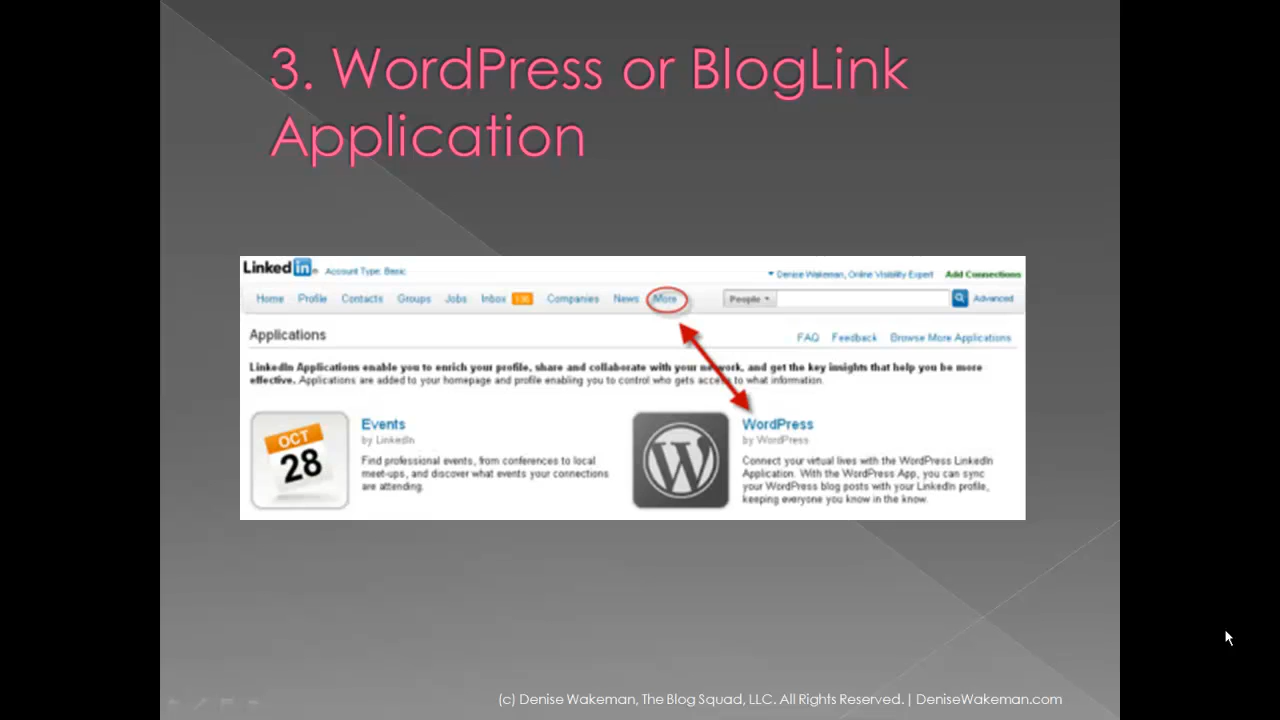 3. WordPress or BlogLink
Application
Linked in® Account Type: Basic
Denise Wakeman, Online Visibility Expert Add Connections
Home Profile Contacts Groups Jobs Inbox Companies News More People Advanced
Applications FAQ Feedback Browse More Applications
LinkedIn Applications enable you to enrich your profile, share and collaborate with your network, and get the key insights that help you be more
effective. Applications are added to your homepage and profile enabling you to control who gets access to what information.
OCT
28
Events
by LinkedIn
Find professional events, from conferences to local
meet-ups, and discover what events your connections
are attending.
W
WordPress
by WordPress
Connect your virtual lives with the WordPress LinkedIn
Application. With the WordPress App, you can sync
your WordPress blog posts with your LinkedIn profile,
keeping everyone you know in the know.
(c) Denise Wakeman, The Blog Squad, LLC. All Rights Reserved. | DeniseWakeman.com